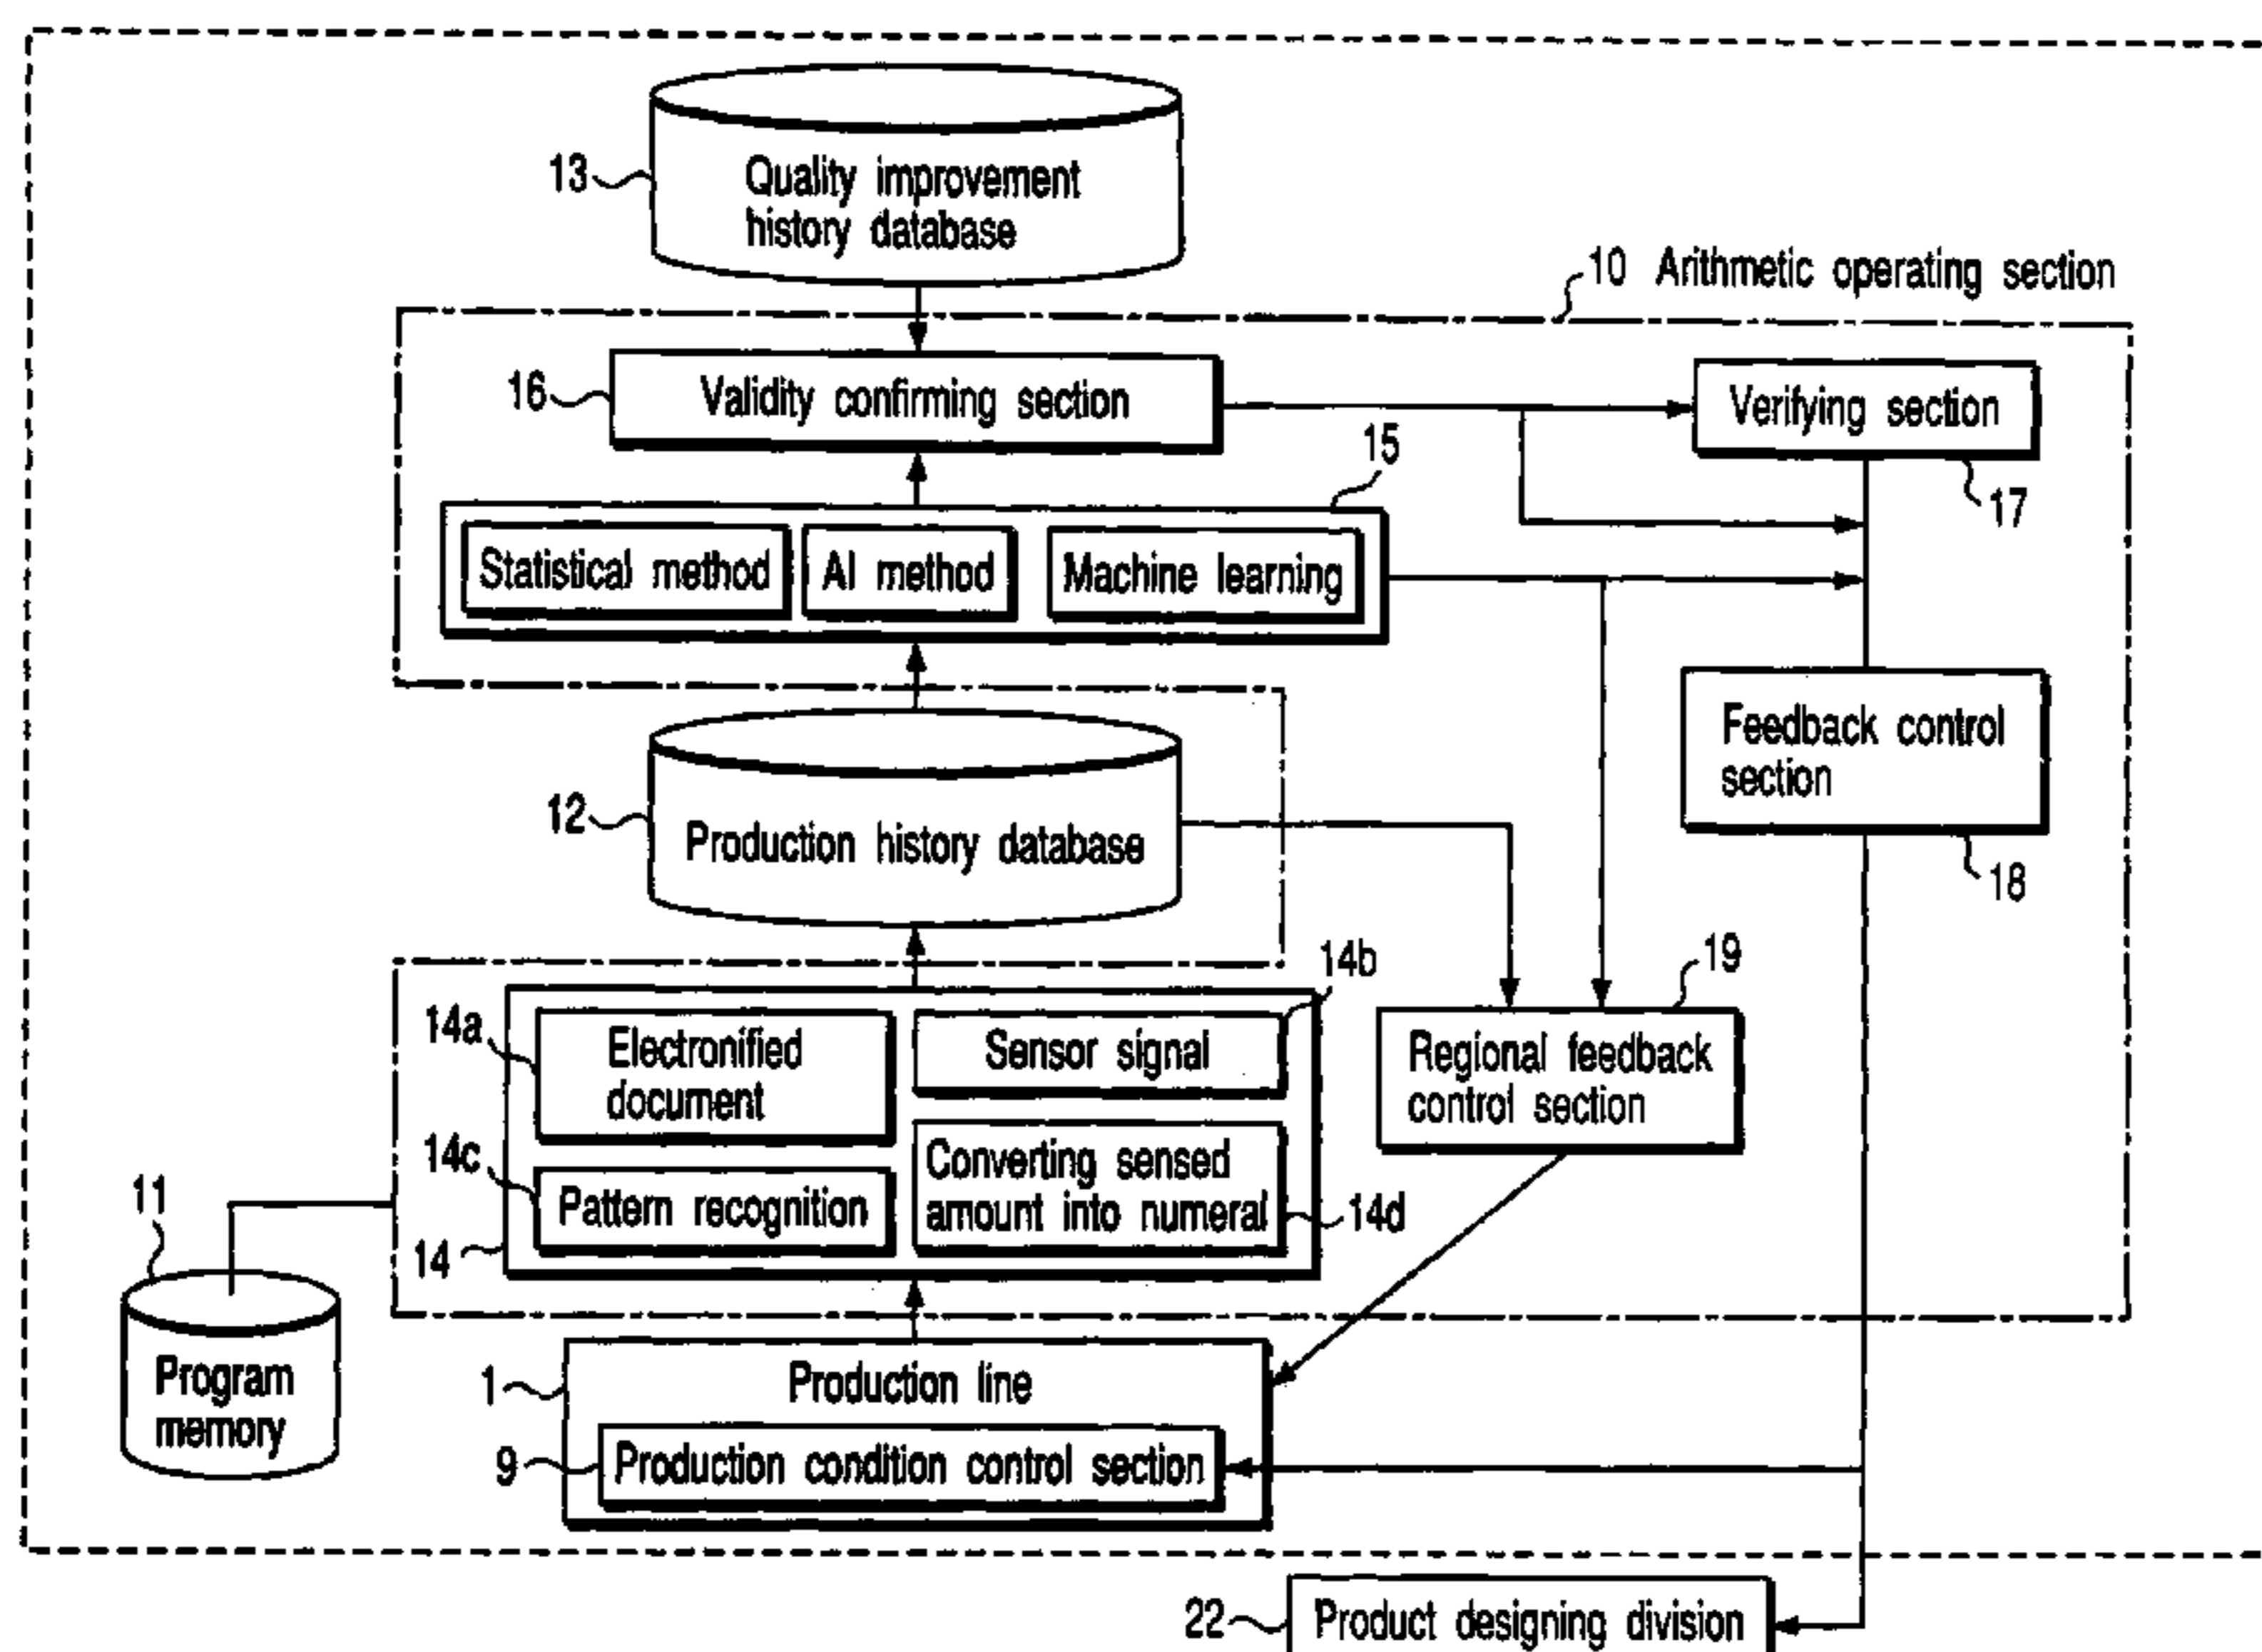 13
Quality improvement
history database
10 Arithmetic operating section
16
Validity confirming section
Verifying section
17
15
Statistical method
AI method
Machine learning
Feedback control
section
18
12
Production history database
14b
19
14a
Electronified
document
Sensor signal
Regional feedback
control section
14c
Pattern recognition
Converting sensed
amount into numeral
14d
14
11
Program
memory
1
Production line
9
Production condition control section
22
Product designing division